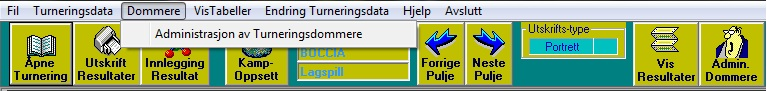 Fil Turneringsdata Dommere VisTabeller Endring Turneringsdata Hjelp Avslutt
Administrasjon av Turneringsdommere
Åpne Turnering
Utskrift Resultater
Innlegging Resultat
Kamp-Oppsett
BOCCIA
Lagspill
Forrige Pulje
Neste Pulje
Utskrifts-type
Portrett
Vis Resultater
Admin. Dommere